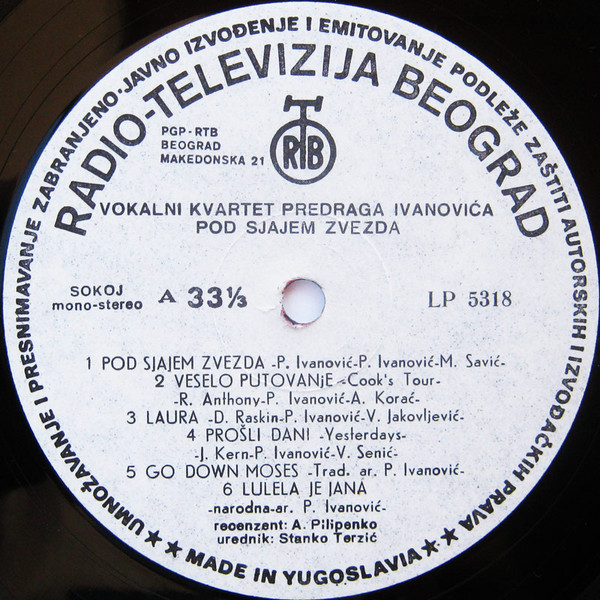 UMNOŽAVANJE I PRESNIMAVANJE ZABRANJENO-JAVNO IZVOĐENJE I EMITOVANJE PODLEŽE ZAŠTITI AUTORSKIH I IZVOĐAČKIH PRAVA
RADIO-TELEVIZIJA BEOGRAD
PGP-RTB
BEOGRAD
MAKEDONSKA 21
RTB
VOKALNI KVARTET PREDRAGA IVANOVIĆA
POD SJAJEM ZVEZDA
SOKOJ
mono-stereo
A 33⅓
LP 5318
1 POD SJAJEM ZVEZDA -P. Ivanović-P. Ivanović-M. Savić-
2 VESELO PUTOVANjE -Cook's Tour-
-R. Anthony-P. Ivanović-A. Korać-
3 LAURA -D. Raskin-P. Ivanović-V. Jakovljević-
4 PROŠLI DANI -Yesterdays-
-J. Kern-P. Ivanović-V. Senić-
5 GO DOWN MOSES -Trad. ar. P. Ivanović-
6 LULELA JE JANA
-narodna-ar. P. Ivanović-
recenzent: A. Pilipenko
urednik: Stanko Terzić
★★ MADE IN YUGOSLAVIA ★★